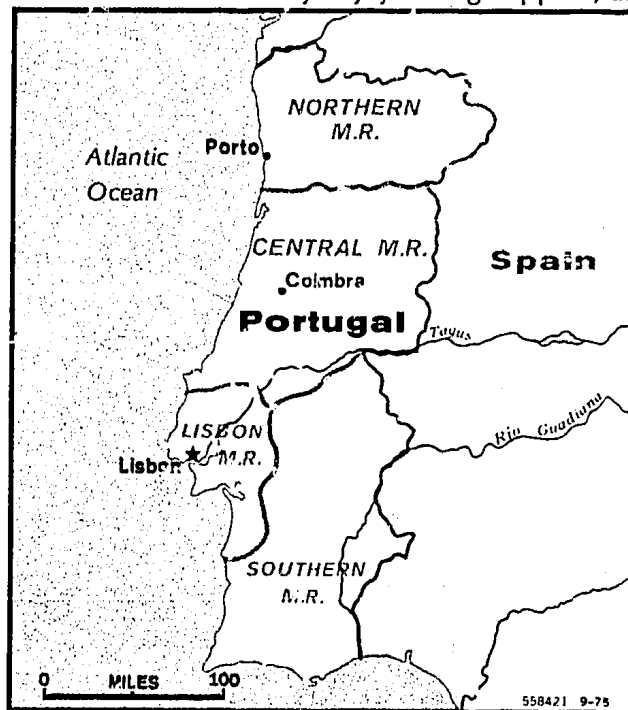 NORTHERN
M.R.
Porto
Atlantic
Ocean
CENTRAL M.R.
Spain
Coimbra
Portugal
Tagus
Rio Guadiana
LISBON
M.R.
Lisbon
SOUTHERN
M.R.
0 MILES 100
558421 9-75